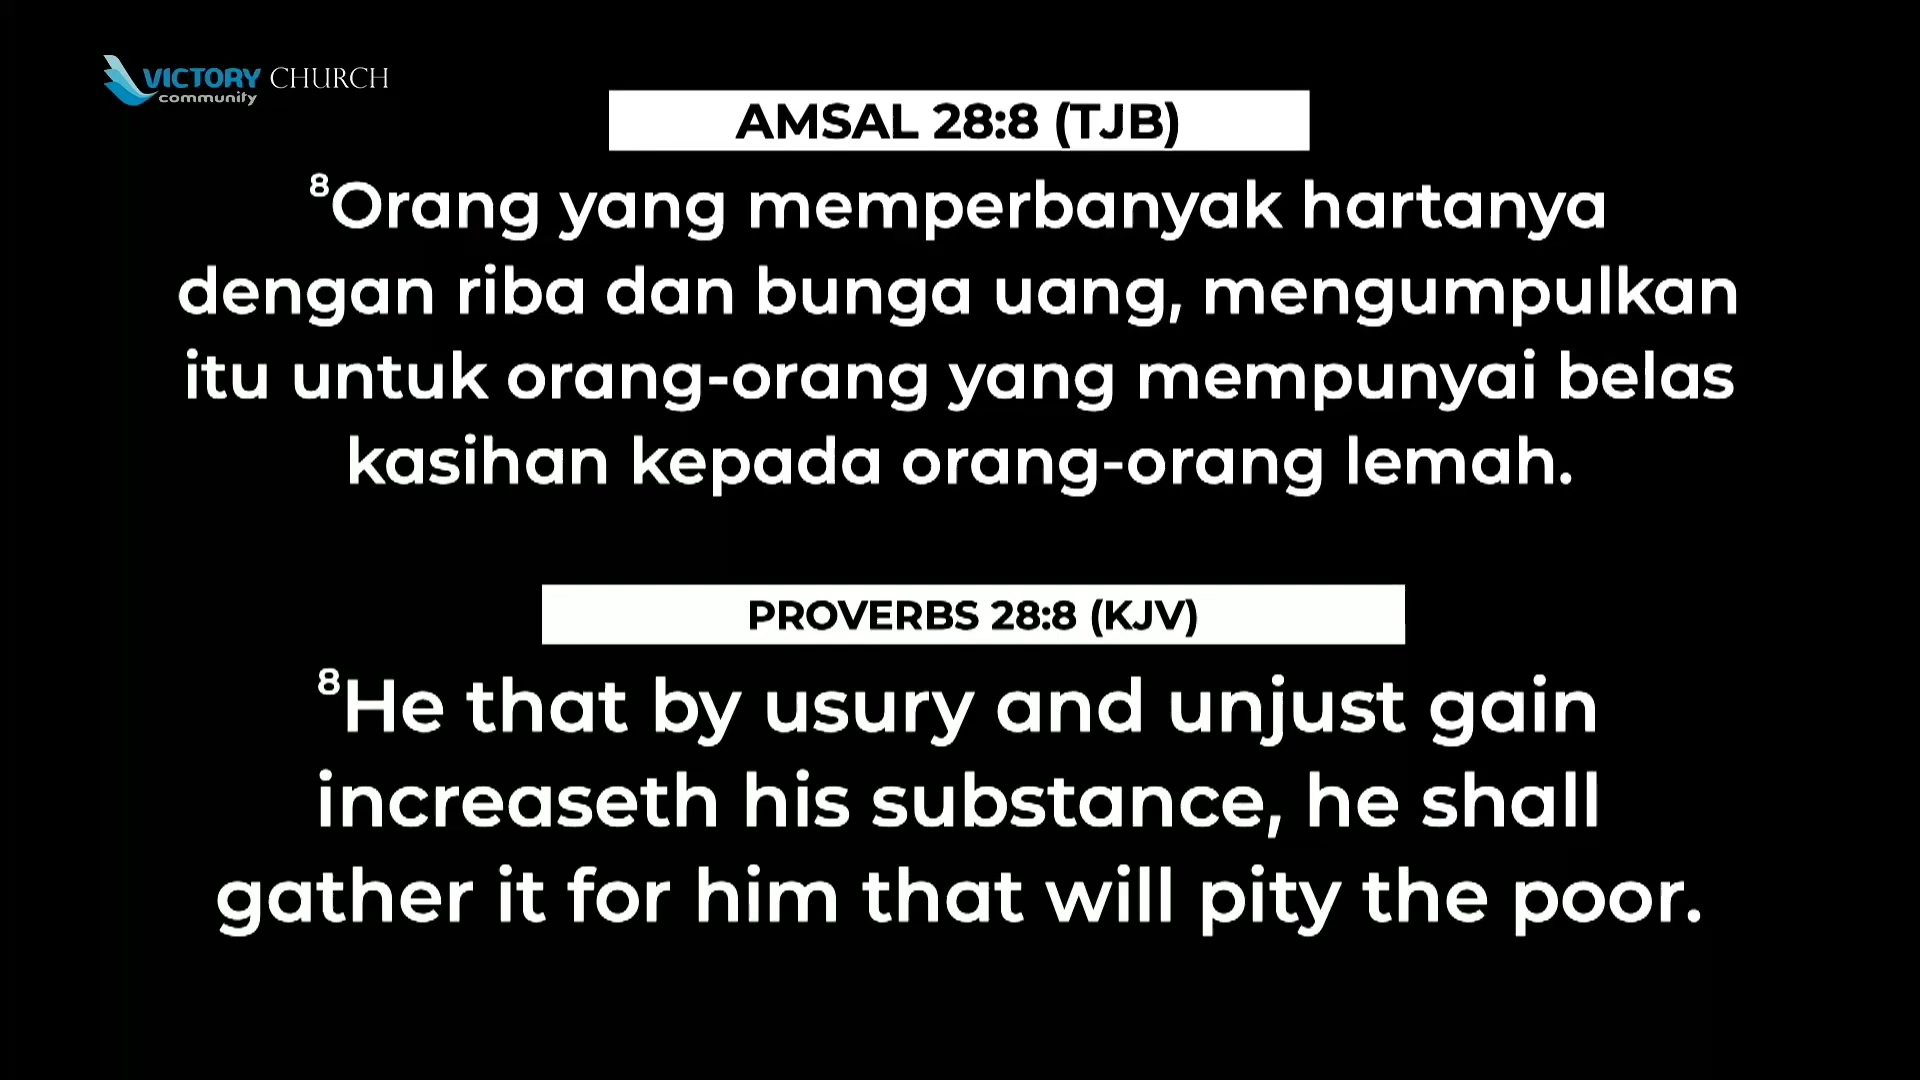 VICTORY CHURCH
community
AMSAL 28:8 (TJB)
⁸Orang yang memperbanyak hartanya
dengan riba dan bunga uang, mengumpulkan
itu untuk orang-orang yang mempunyai belas
kasihan kepada orang-orang lemah.
PROVERBS 28:8 (KJV)
⁸He that by usury and unjust gain
increaseth his substance, he shall
gather it for him that will pity the poor.